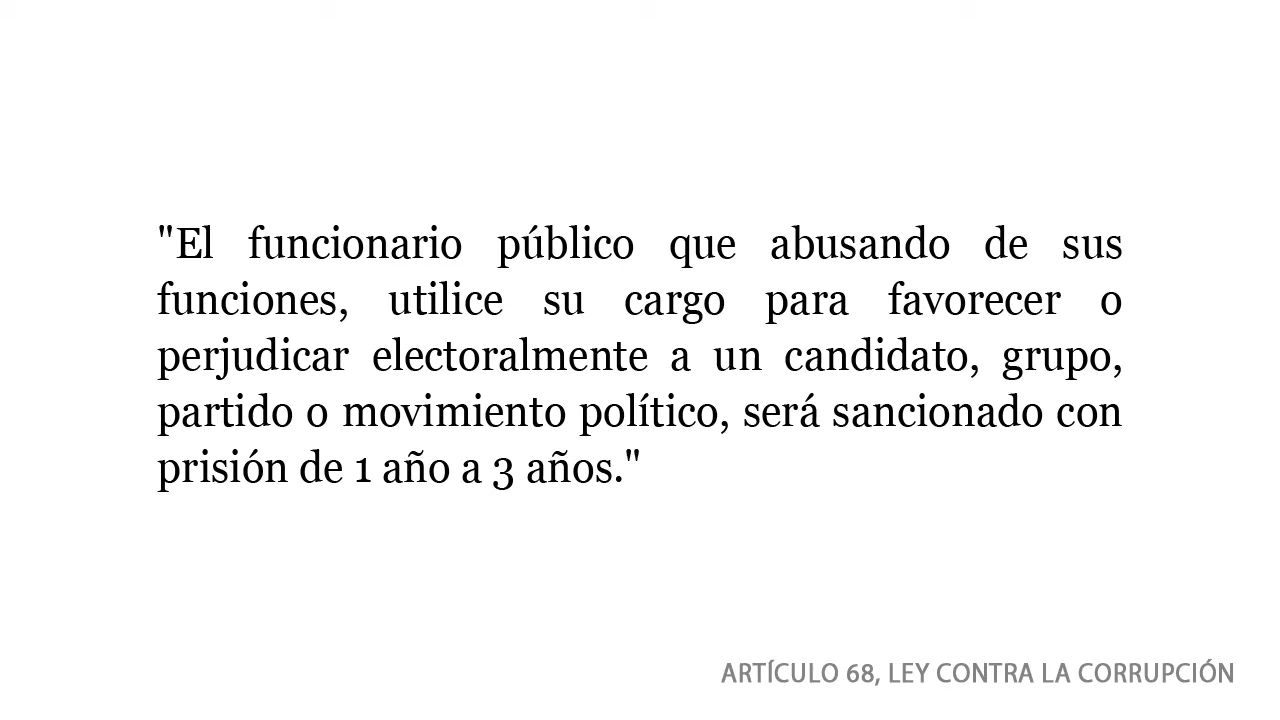 "El funcionario público que abusando de sus
funciones, utilice su cargo para favorecer o
perjudicar electoralmente a un candidato, grupo,
partido o movimiento político, será sancionado con
prisión de 1 año a 3 años."
ARTÍCULO 68, LEY CONTRA LA CORRUPCIÓN